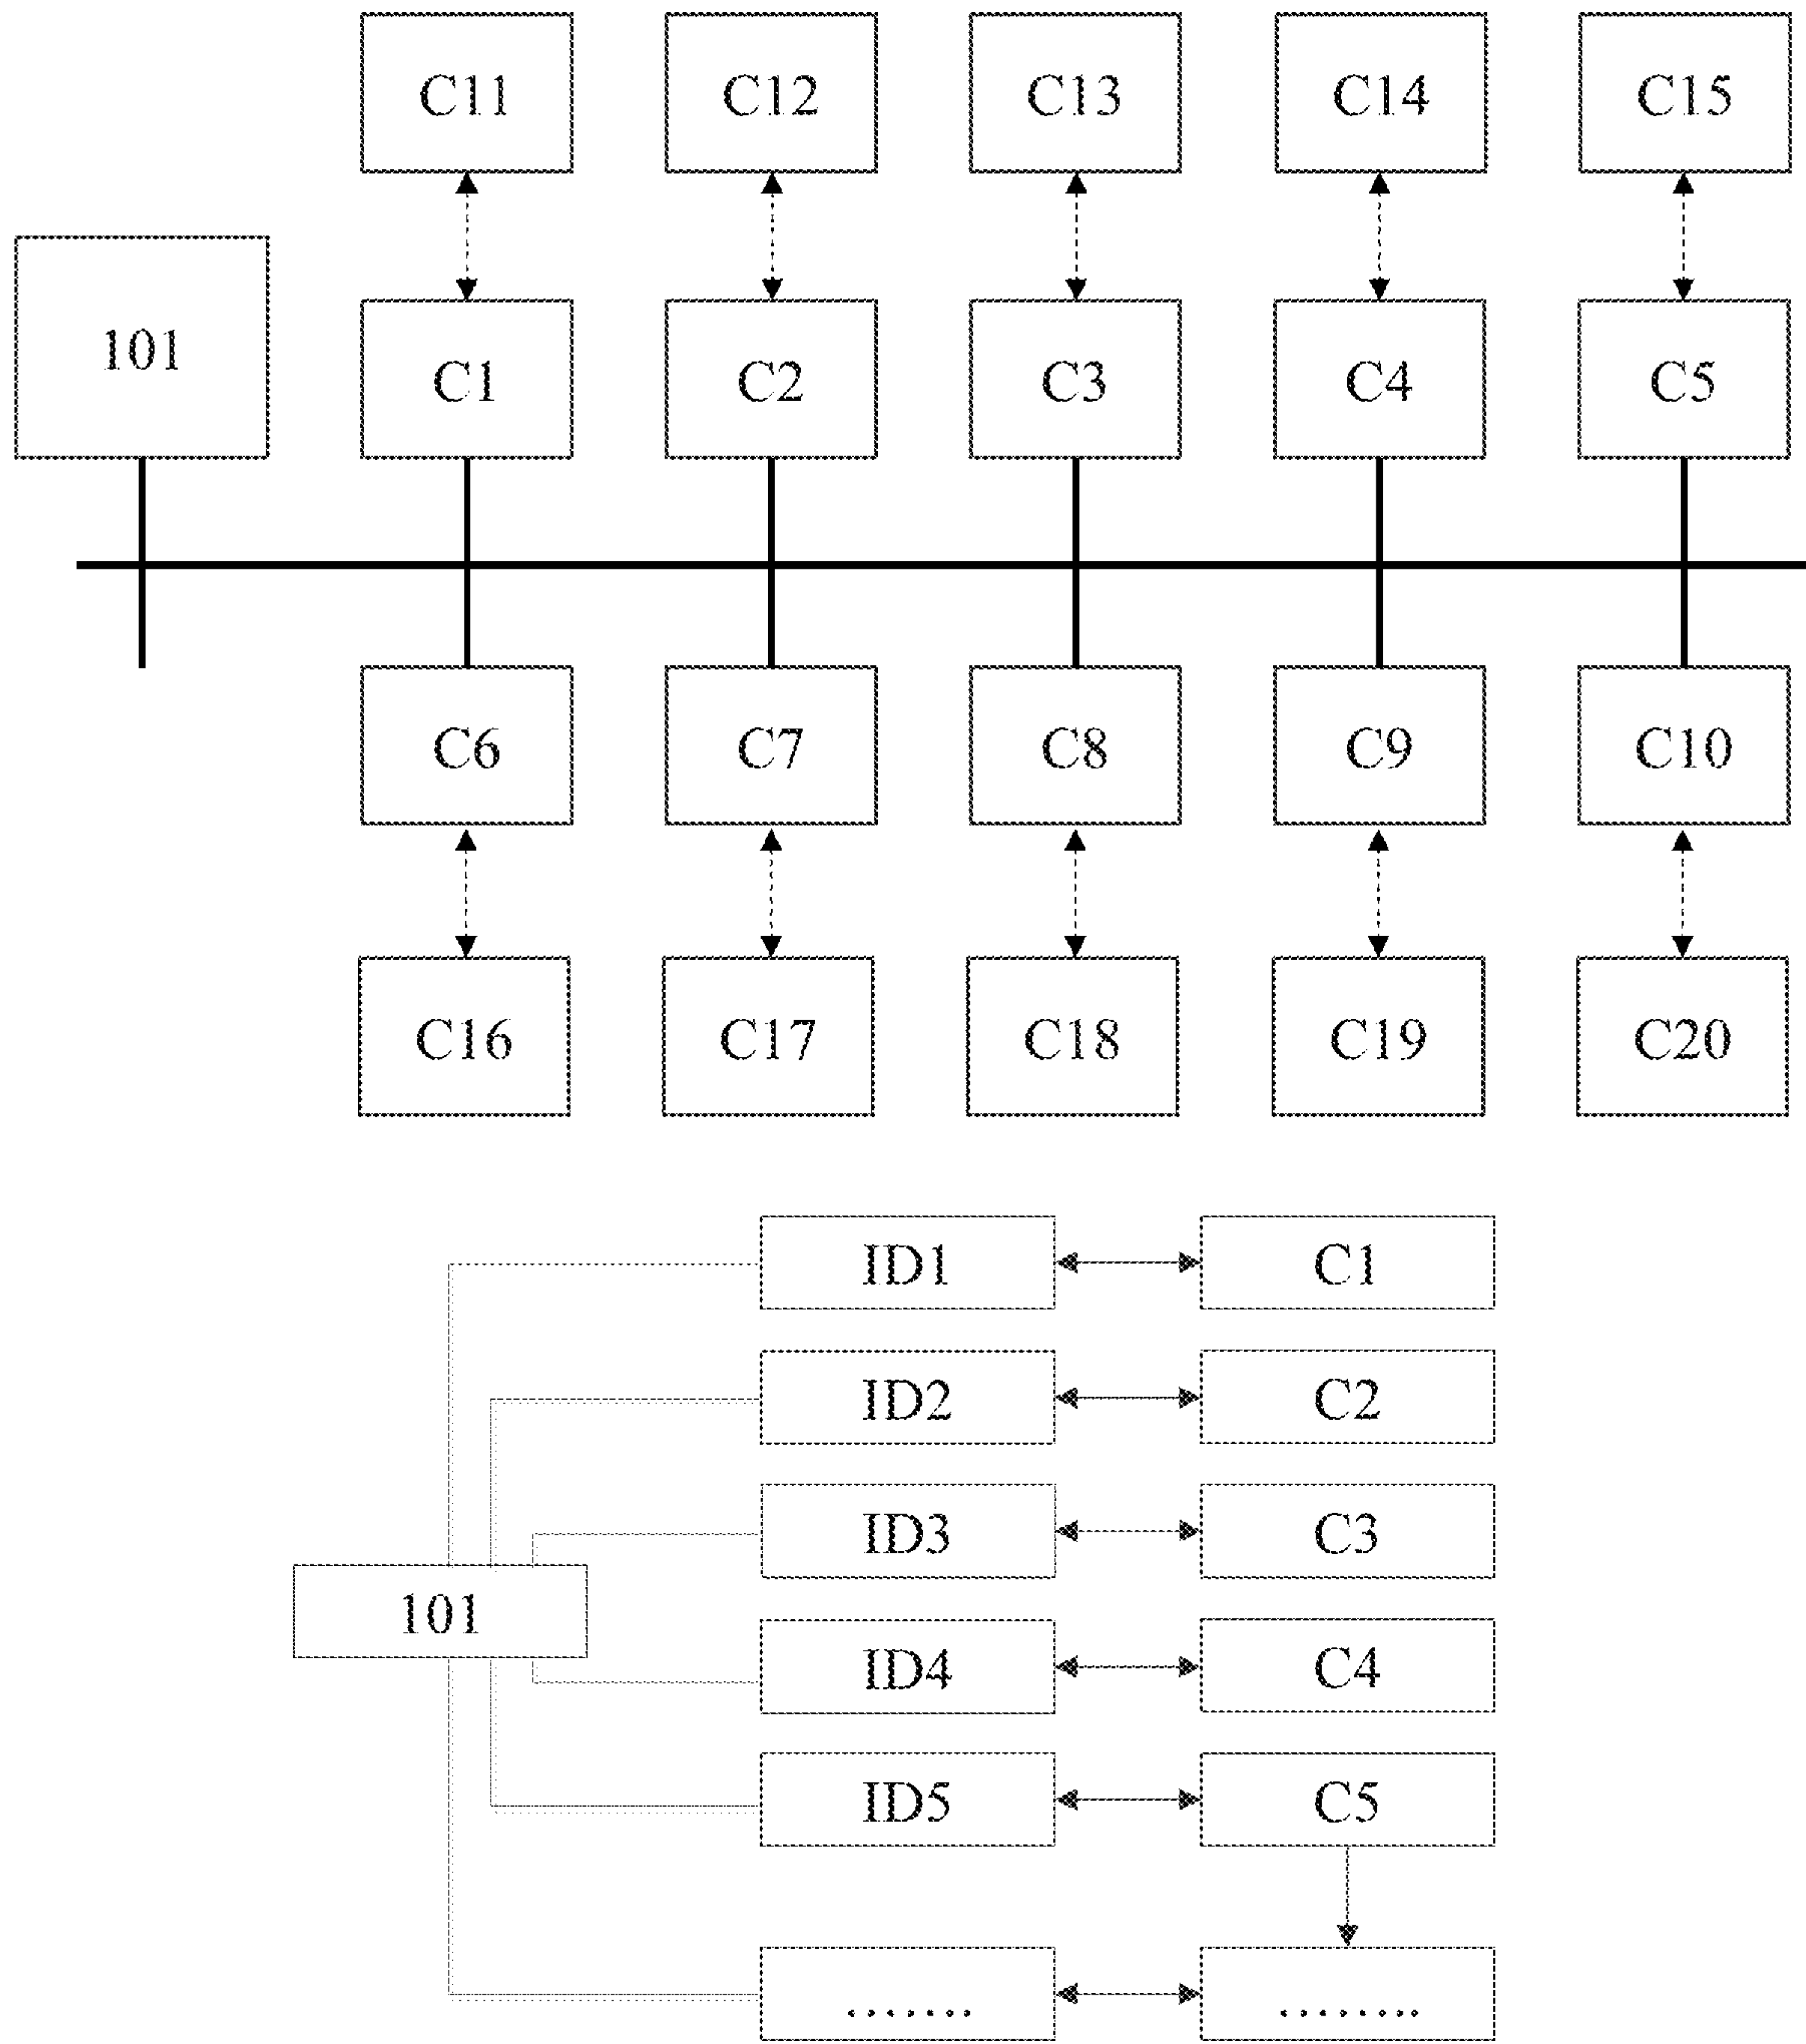 C11 C12 C13 C14 C15
101
C1 C2 C3 C4 C5
C6 C7 C8 C9 C10
C16 C17 C18 C19 C20
ID1 C1
ID2 C2
ID3 C3
101
ID4 C4
ID5 C5
....... ........